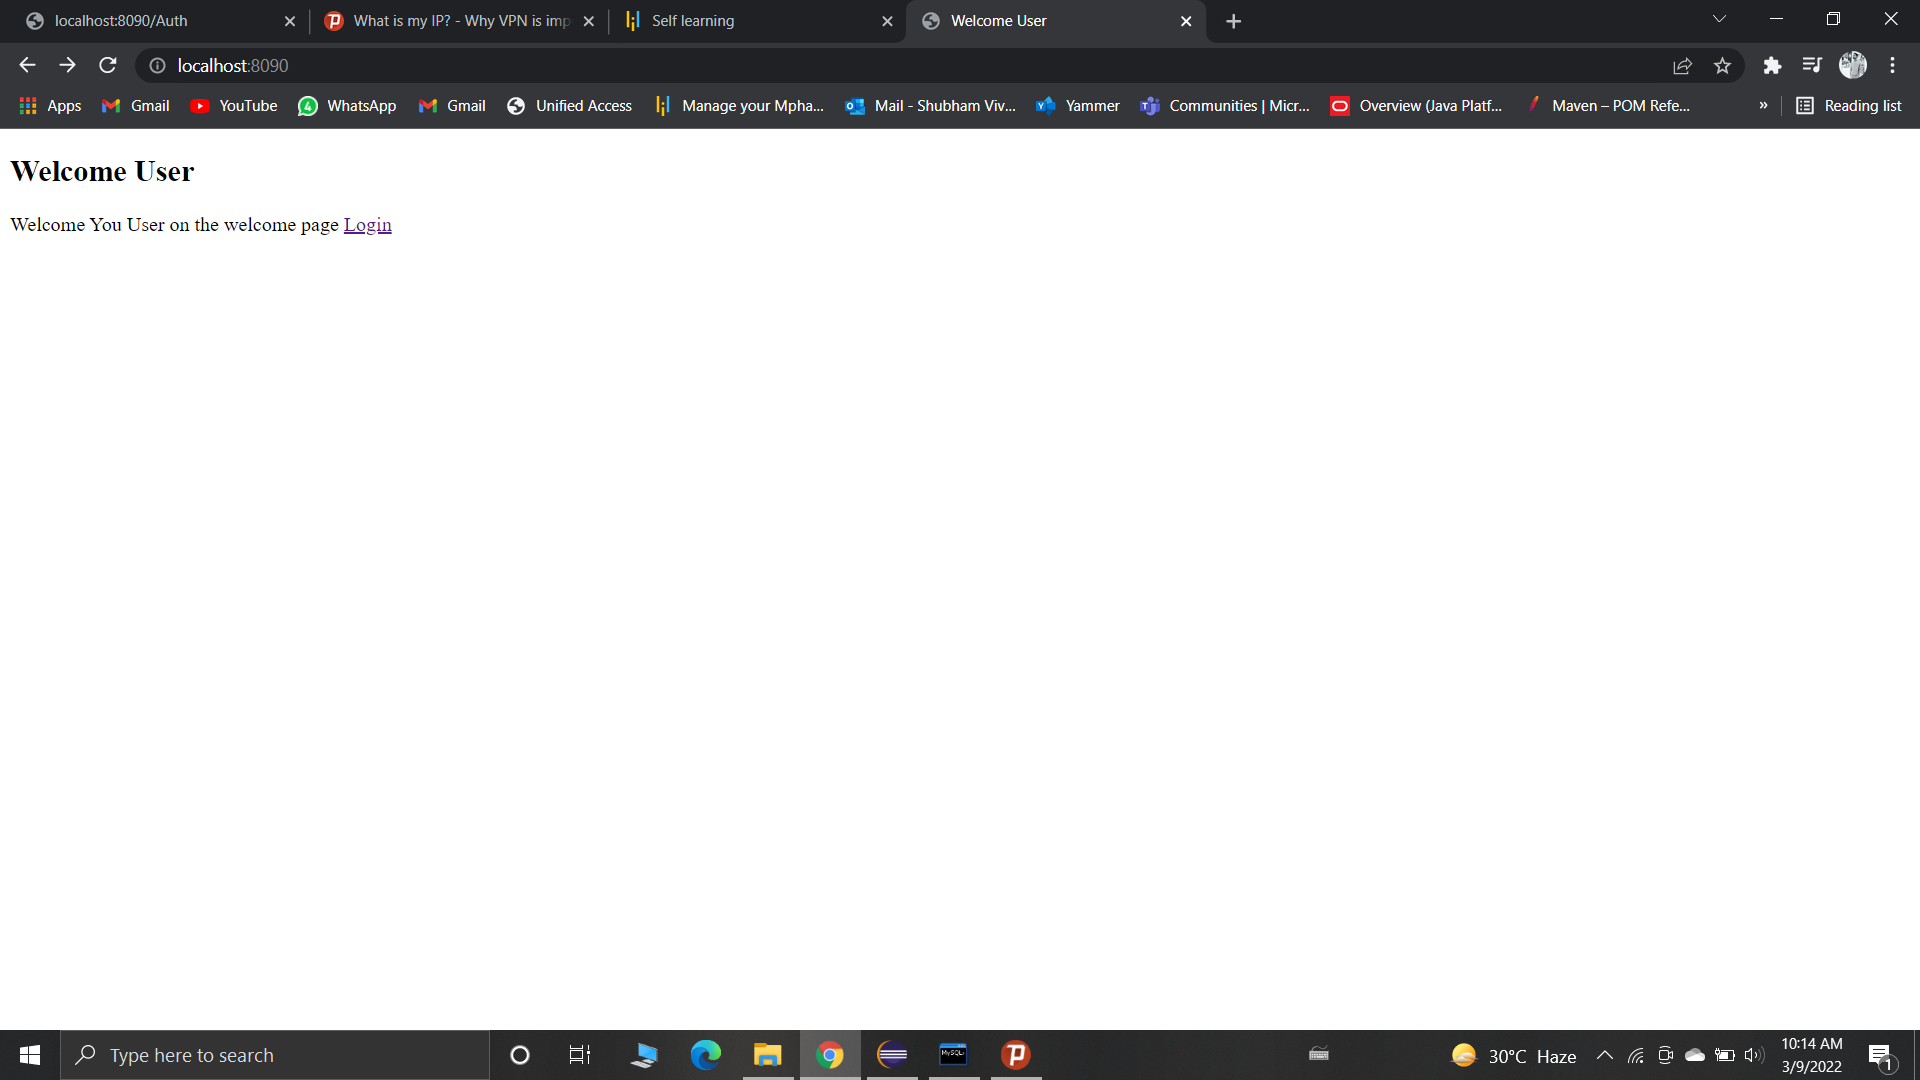 localhost:8090/Auth
What is my IP? - Why VPN is imp
Self learning
Welcome User
localhost:8090
Apps
Gmail
YouTube
WhatsApp
Gmail
Unified Access
Manage your Mpha...
Mail - Shubham Viv...
Yammer
Communities | Micr...
Overview (Java Platf...
Maven – POM Refe...
»
Reading list
Welcome User
Welcome You User on the welcome page Login
Type here to search
MySQL
30°C Haze
10:14 AM
3/9/2022
1